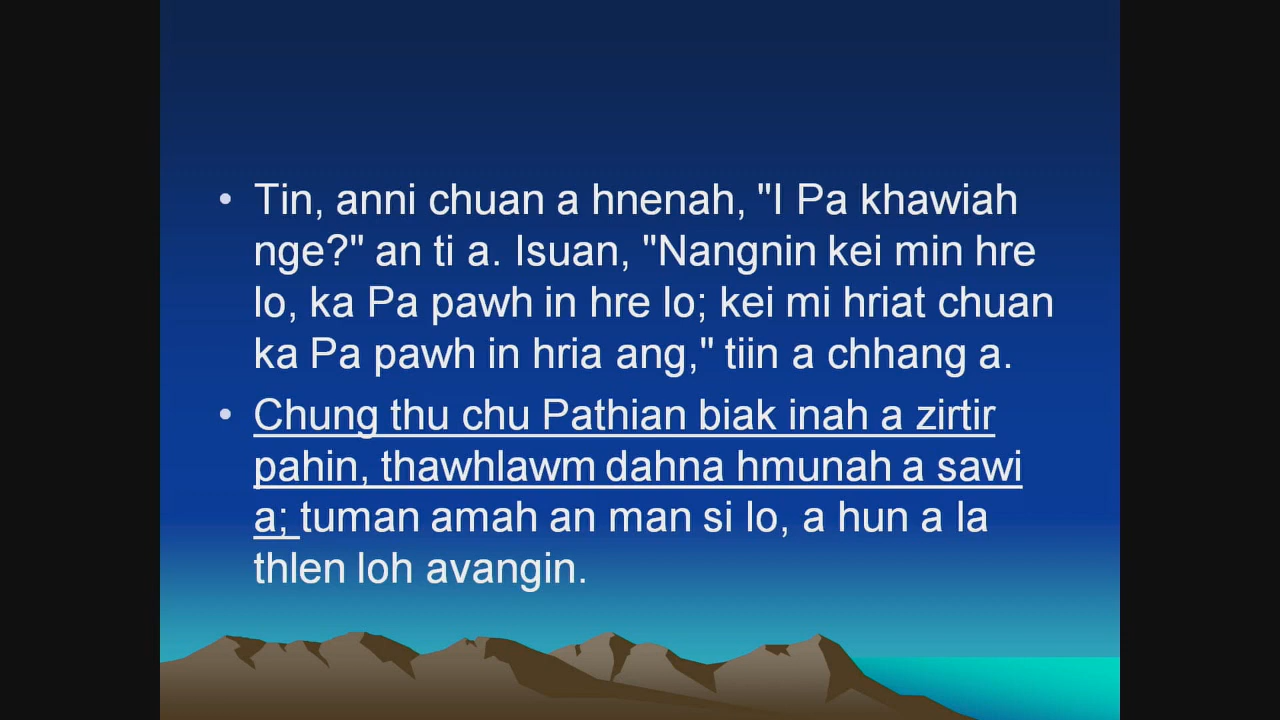 • Tin, anni chuan a hnenah, "I Pa khawiah
nge?" an ti a. Isuan, "Nangnin kei min hre
lo, ka Pa pawh in hre lo; kei mi hriat chuan
ka Pa pawh in hria ang," tiin a chhang a.
• Chung thu chu Pathian biak inah a zirtir
pahin, thawhlawm dahna hmunah a sawi
a; tuman amah an man si lo, a hun a la
thlen loh avangin.